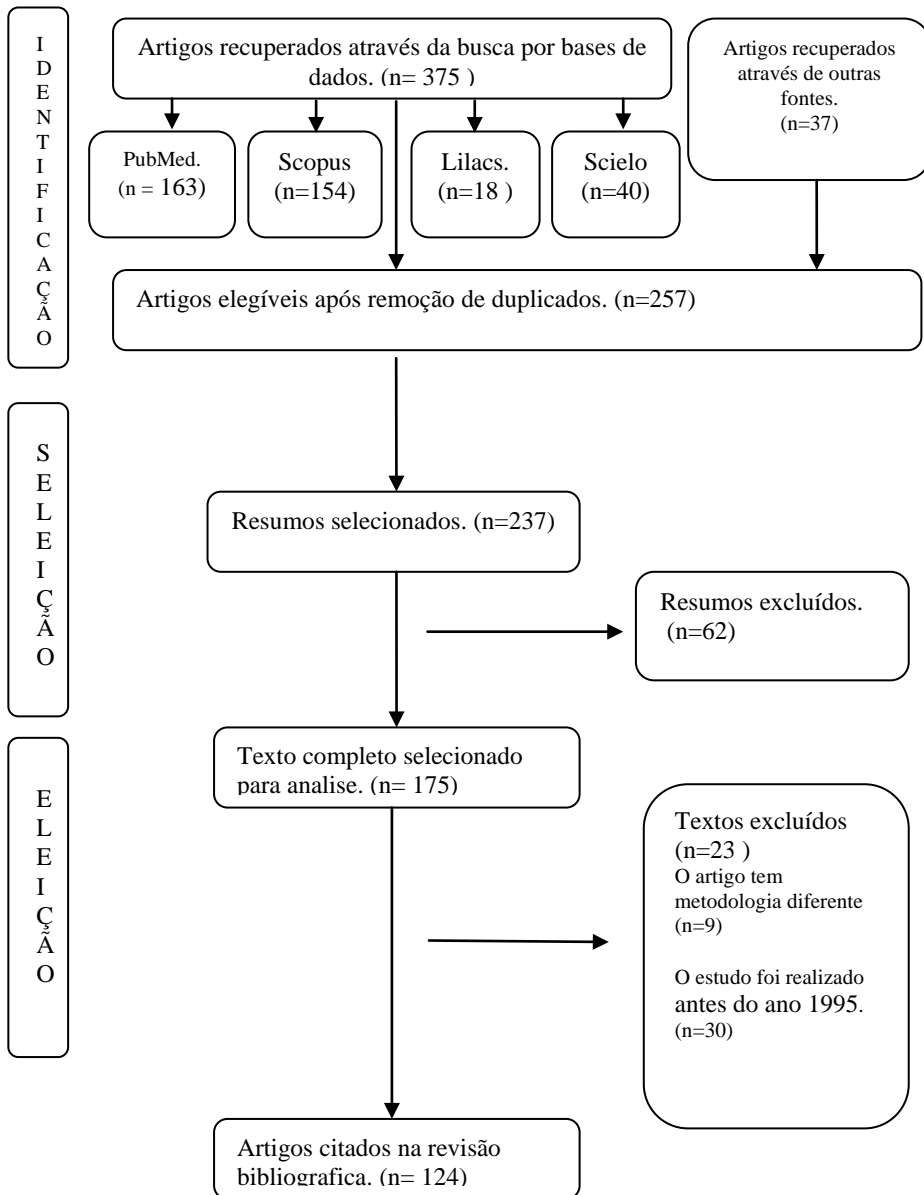 IDENTIFICAÇÃO
Artigos recuperados através da busca por bases de
dados. (n= 375 )
Artigos recuperados
através de outras
fontes.
(n=37)
PubMed.
(n = 163)
Scopus
(n=154)
Lilacs.
(n=18 )
Scielo
(n=40)
Artigos elegíveis após remoção de duplicados. (n=257)
SELEIÇÃO
Resumos selecionados. (n=237)
Resumos excluídos.
(n=62)
ELEIÇÃO
Texto completo selecionado
para analise. (n= 175)
Textos excluídos
(n=23 )
O artigo tem
metodologia diferente
(n=9)
O estudo foi realizado
antes do ano 1995.
(n=30)
Artigos citados na revisão
bibliografica. (n= 124)